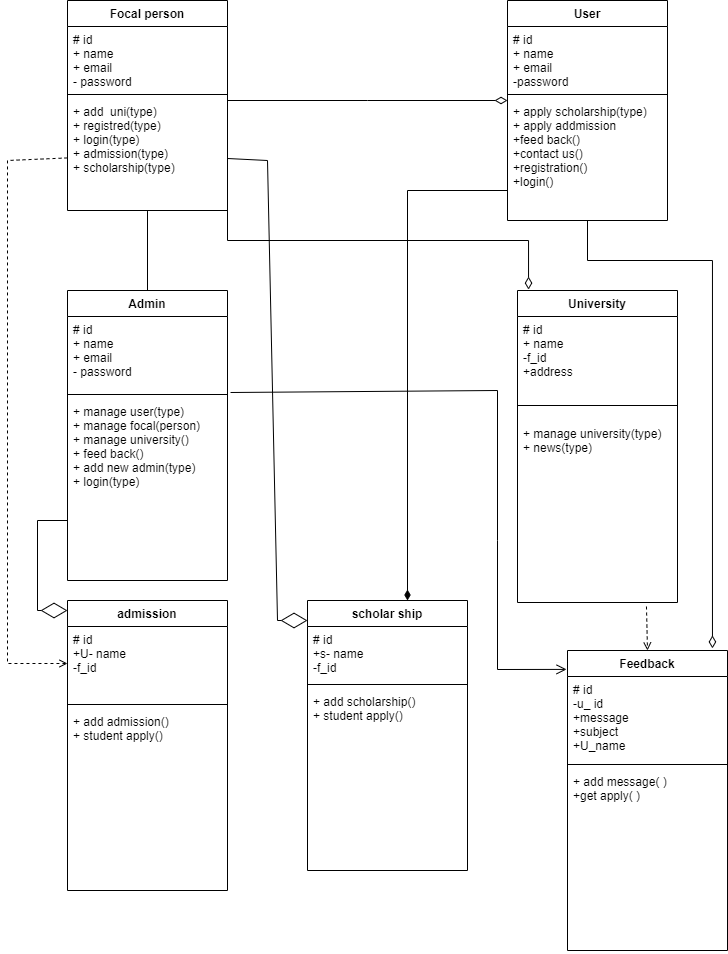 Focal person
# id
+ name
+ email
- password
+ add  uni(type)
+ registred(type)
+ login(type)
+ admission(type)
+ scholarship(type)
User
# id
+ name
+ email
-password
+ apply scholarship(type)
+ apply addmission
+feed back()
+contact us()
+registration()
+login()
Admin
# id
+ name
+ email
- password
+ manage user(type)
+ manage focal(person)
+ manage university()
+ feed back()
+ add new admin(type)
+ login(type)
University
# id
+ name
-f_id
+address
+ manage university(type)
+ news(type)
admission
# id
+U- name
-f_id
+ add admission()
+ student apply()
scholar ship
# id
+s- name
-f_id
+ add scholarship()
+ student apply()
Feedback
# id
-u_ id
+message
+subject
+U_name
+ add message( )
+get apply( )